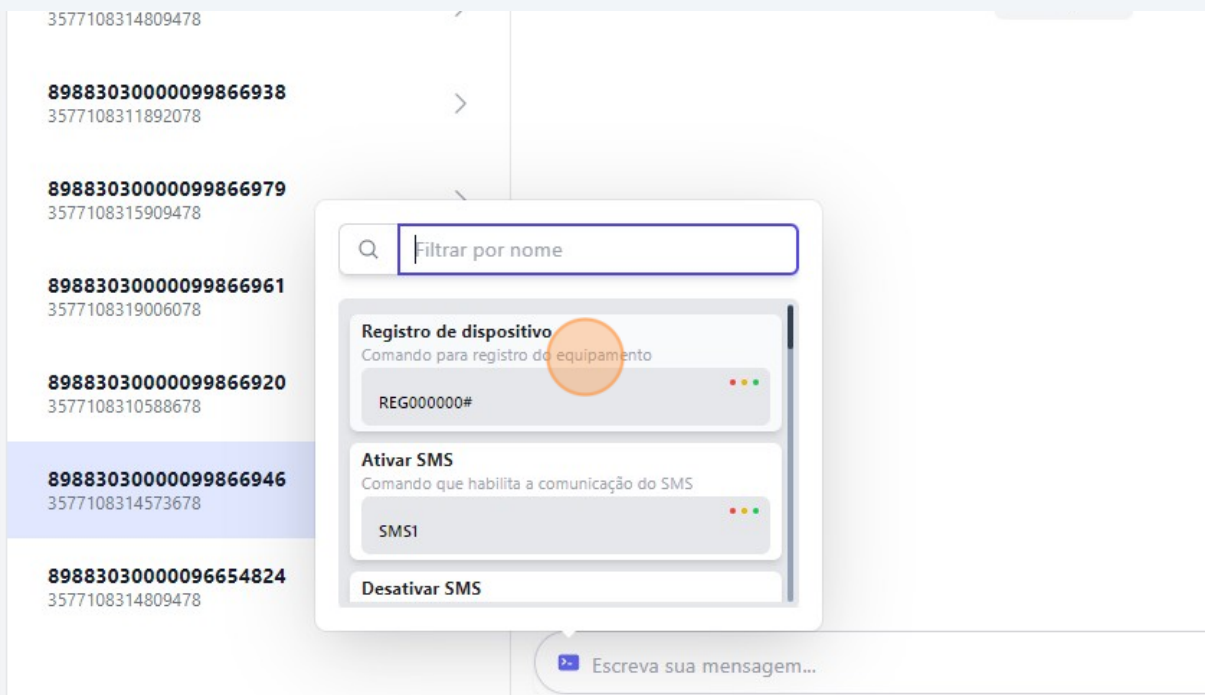 3577108314809478
89883030000099866938
3577108311892078
89883030000099866979
3577108315909478
89883030000099866961
3577108319006078
89883030000099866920
3577108310588678
89883030000099866946
3577108314573678
89883030000096654824
3577108314809478
Filtrar por nome
Registro de dispositivo
Comando para registro do equipamento
REG000000#
Ativar SMS
Comando que habilita a comunicação do SMS
SMS1
Desativar SMS
Escreva sua mensagem...